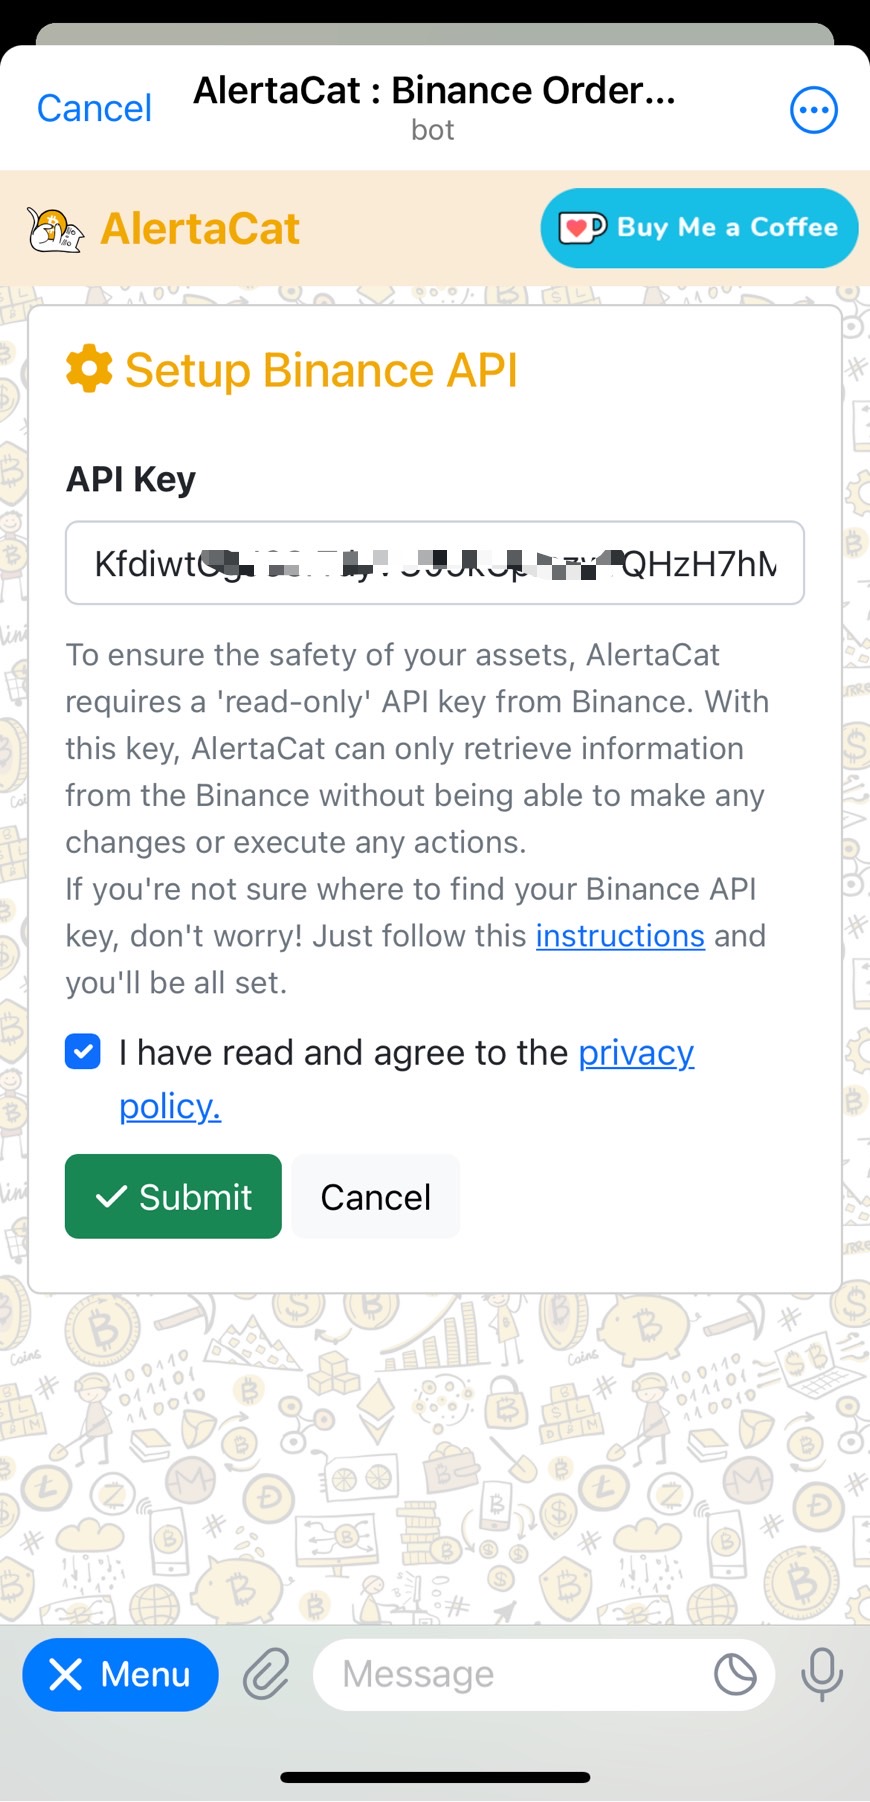 Cancel
AlertaCat : Binance Order...
bot
AlertaCat
Buy Me a Coffee
Setup Binance API
API Key
To ensure the safety of your assets, AlertaCat
requires a 'read-only' API key from Binance. With
this key, AlertaCat can only retrieve information
from the Binance without being able to make any
changes or execute any actions.
If you're not sure where to find your Binance API
key, don't worry! Just follow this instructions and
you'll be all set.
I have read and agree to the privacy
policy.
Submit
Cancel
Menu
Message